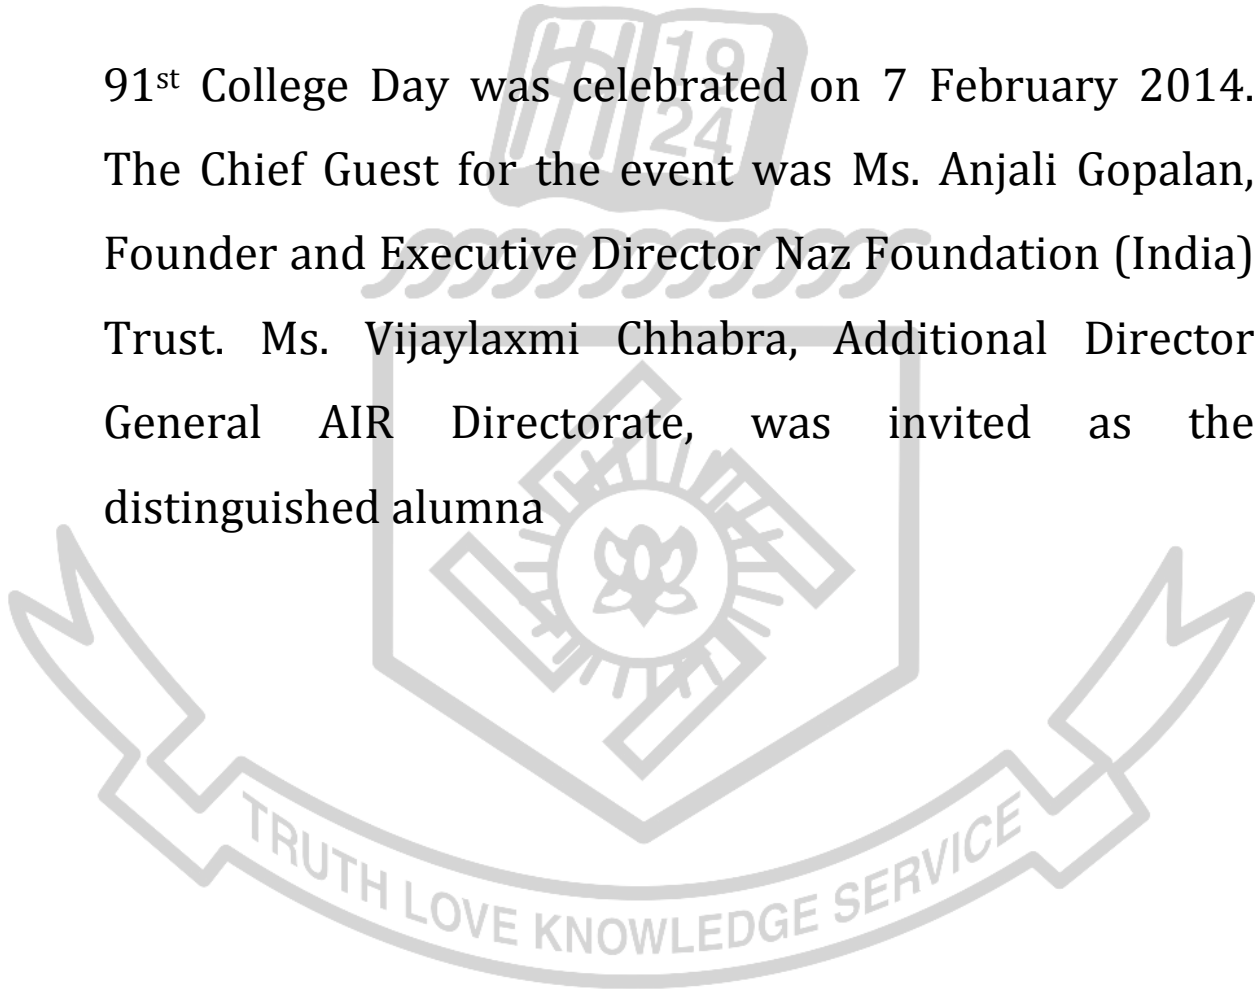 19
24
91st College Day was celebrated on 7 February 2014.
The Chief Guest for the event was Ms. Anjali Gopalan,
Founder and Executive Director Naz Foundation (India)
Trust. Ms. Vijaylaxmi Chhabra, Additional Director
General AIR Directorate, was invited as the
distinguished alumna
TRUTH LOVE KNOWLEDGE SERVICE